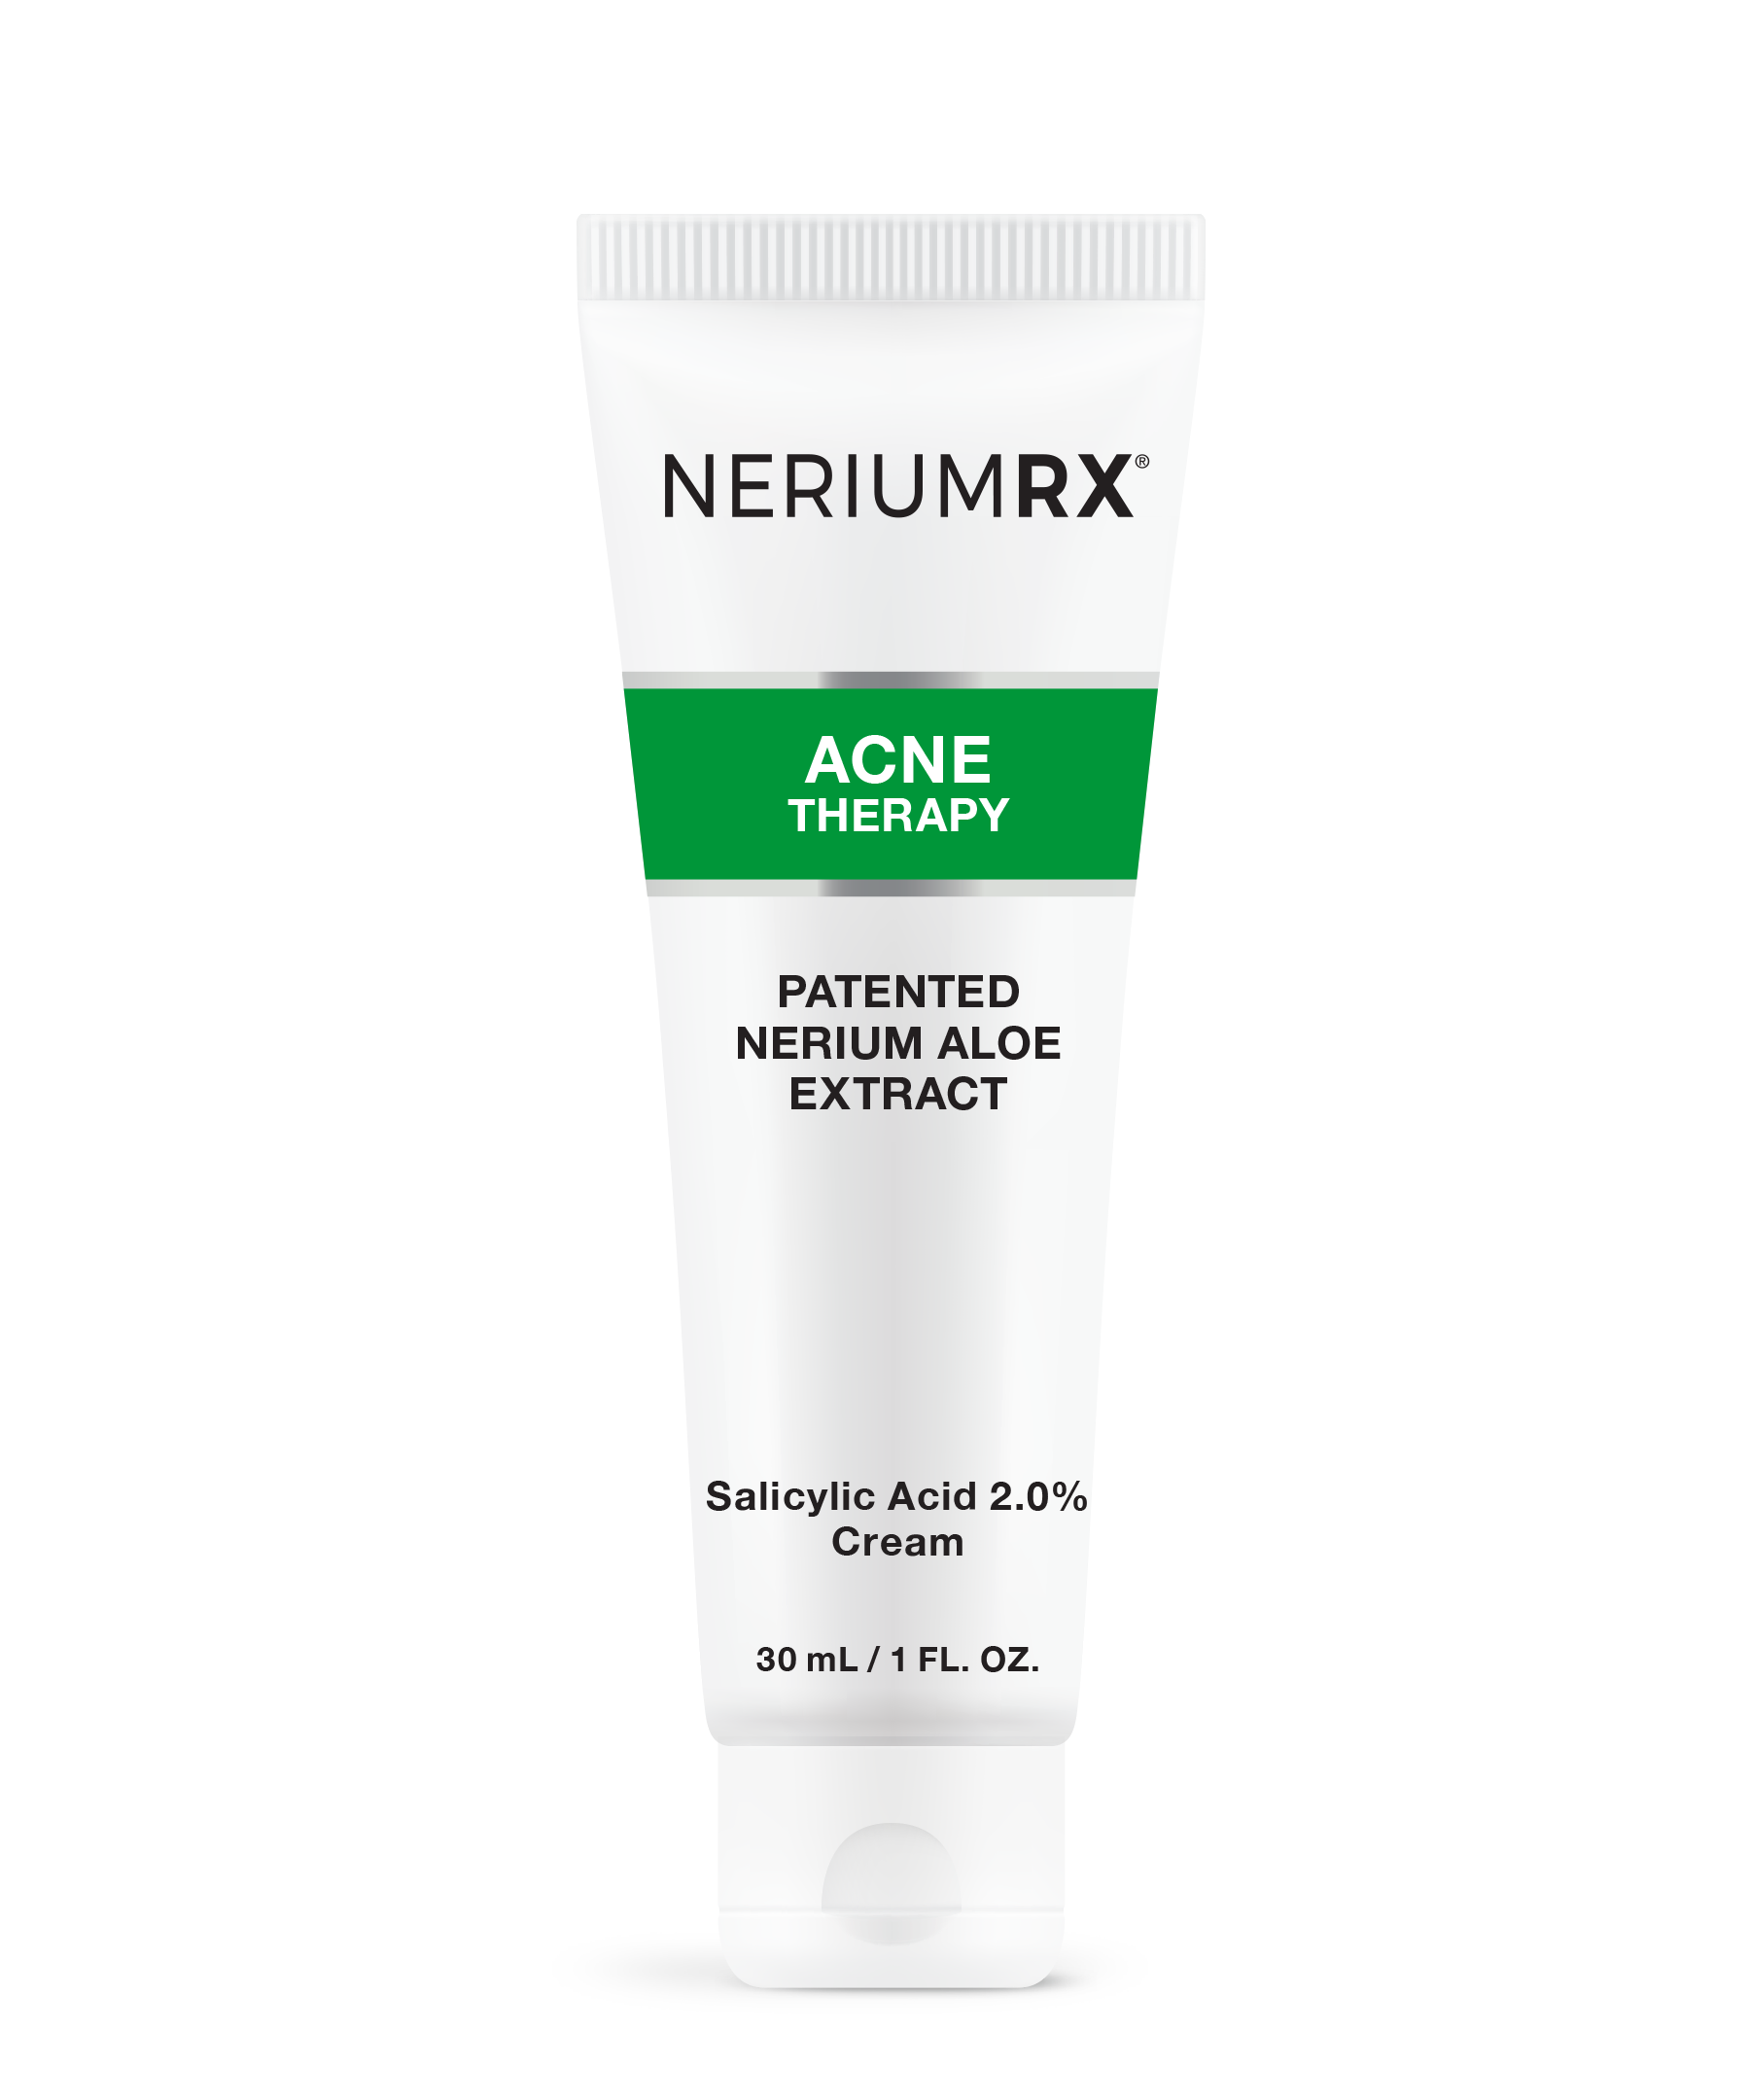 NERIUMRX®
ACNE
THERAPY
PATENTED
NERIUM ALOE
EXTRACT
Salicylic Acid 2.0%
Cream
30 mL / 1 FL. OZ.